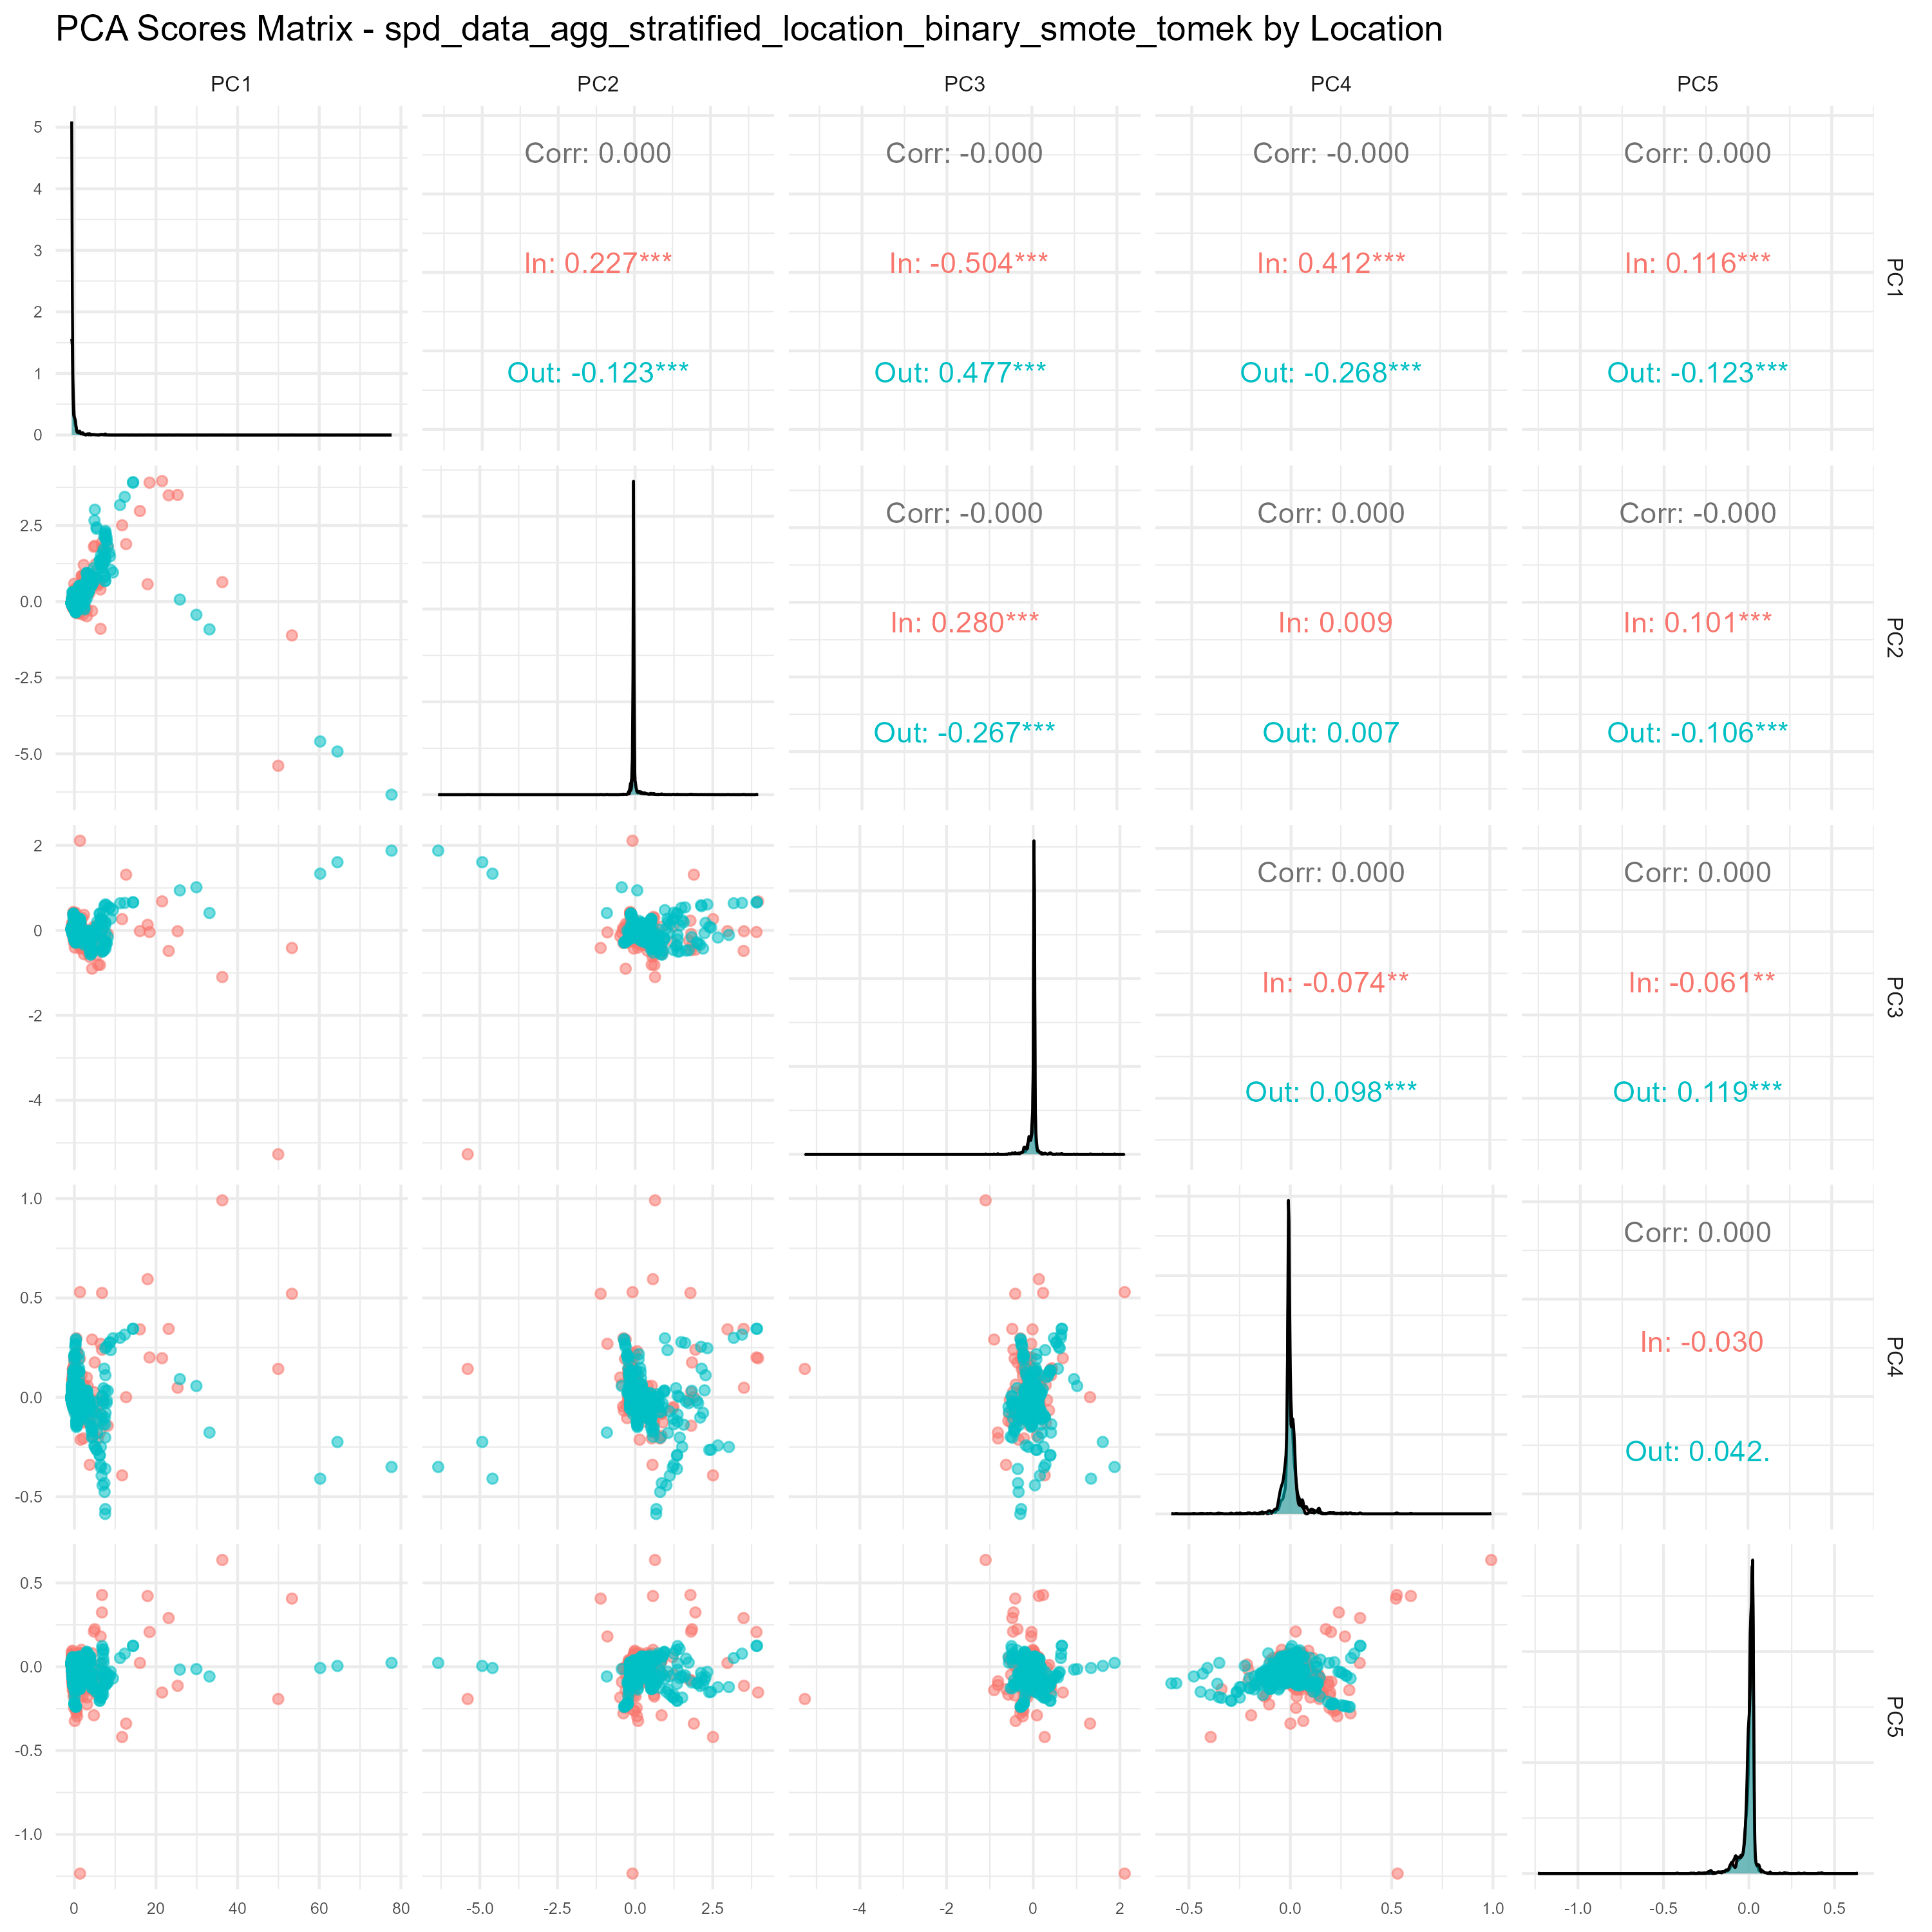 PCA Scores Matrix - spd_data_agg_stratified_location_binary_smote_tomek by Location
PC1 PC2 PC3 PC4 PC5
5
4
3
2
1
0
Corr: 0.000
In: 0.227***
Out: -0.123***
Corr: -0.000
In: -0.504***
Out: 0.477***
Corr: -0.000
In: 0.412***
Out: -0.268***
Corr: 0.000
In: 0.116***
Out: -0.123***
PC1
2.5
0.0
-2.5
-5.0
Corr: -0.000
In: 0.280***
Out: -0.267***
Corr: 0.000
In: 0.009
Out: 0.007
Corr: -0.000
In: 0.101***
Out: -0.106***
PC2
2
0
-2
-4
Corr: 0.000
In: -0.074**
Out: 0.098***
Corr: 0.000
In: -0.061**
Out: 0.119***
PC3
1.0
0.5
0.0
-0.5
Corr: 0.000
In: -0.030
Out: 0.042.
PC4
0.5
0.0
-0.5
-1.0
PC5
0 20 40 60 80
-5.0 -2.5 0.0 2.5
-4 -2 0 2
-0.5 0.0 0.5 1.0
-1.0 -0.5 0.0 0.5